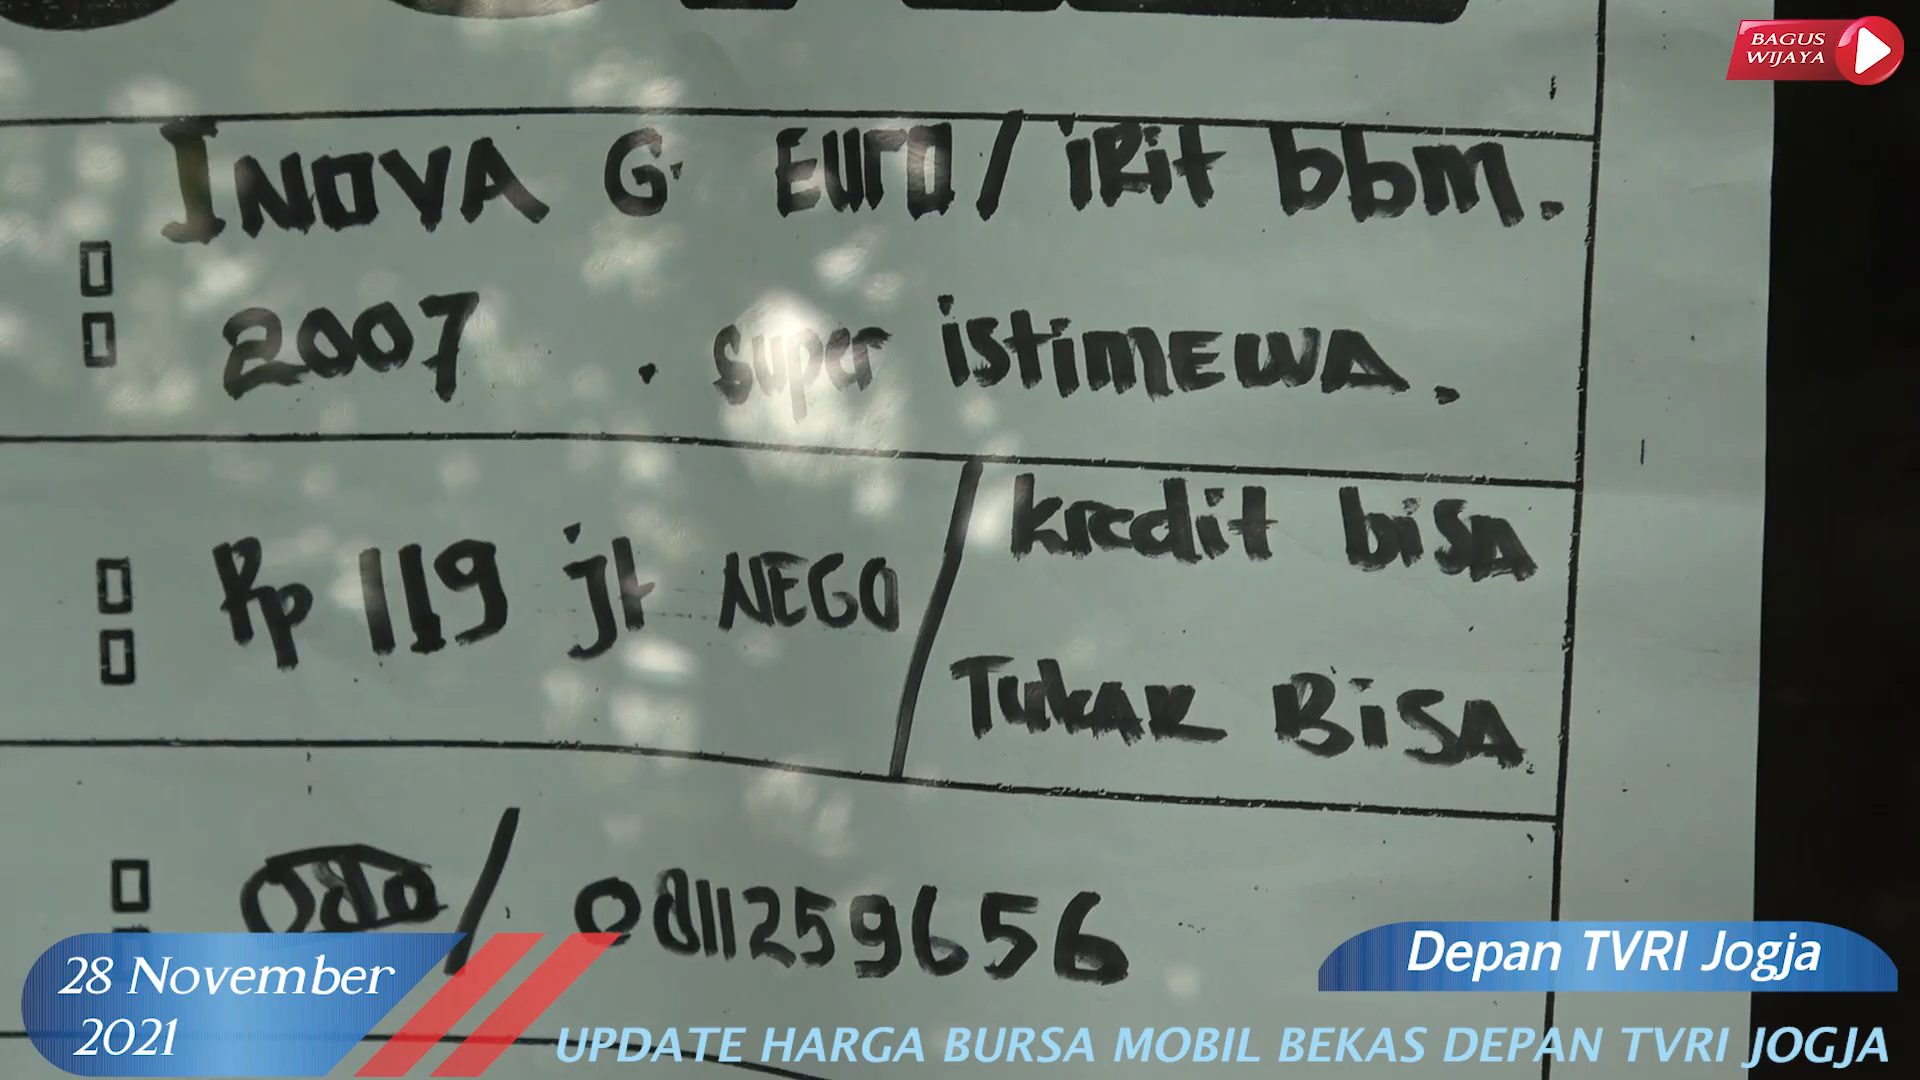 BAGUS
WIJAYA
INOVA G. Euro / iRit bbm.
2007 . super istimEWA.
Rp 119 jt NEGO / kredit biSA
TukAR BiSA
/ 0811259656
28 November
2021
Depan TVRI Jogja
UPDATE HARGA BURSA MOBIL BEKAS DEPAN TVRI JOGJA